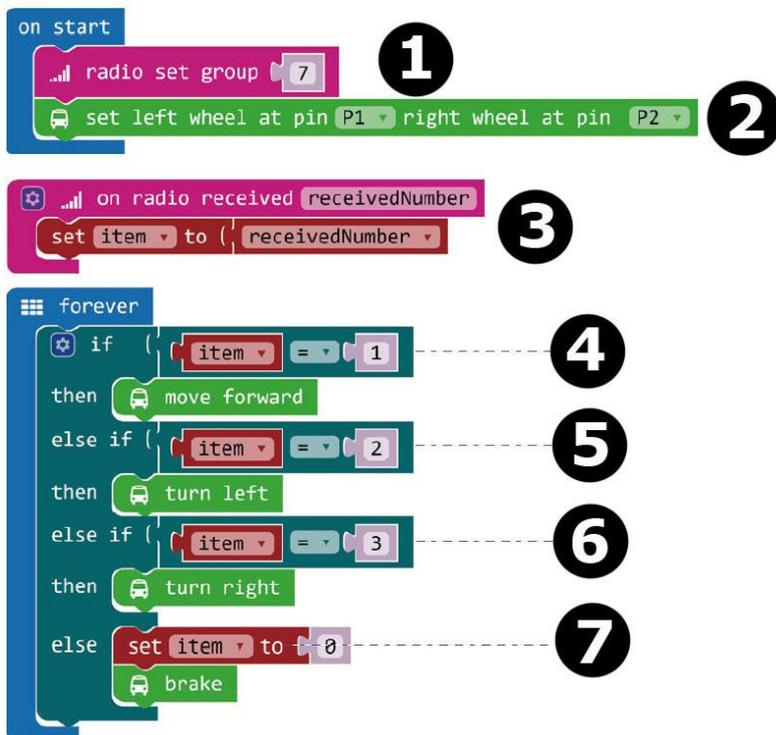 on start
radio set group 7
1
set left wheel at pin P1 right wheel at pin P2
2
on radio received receivedNumber
set item to ( receivedNumber
3
forever
if ( item = 1
4
then move forward
else if ( item = 2
5
then turn left
else if ( item = 3
6
then turn right
else set item to 0
7
brake